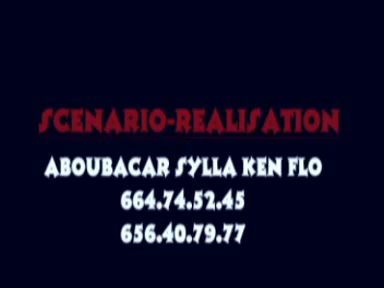 SCENARIO-REALISATION
ABOUBACAR SYLLA KEN FLO
664.74.52.45
656.40.79.77